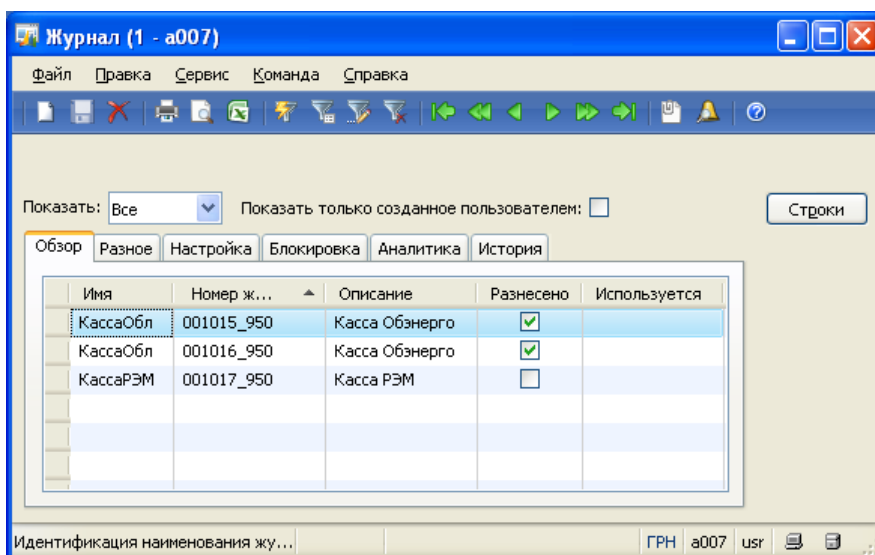 Журнал (1 - a007)
Файл Правка Сервис Команда Справка
Показать: Все Показать только созданное пользователем: Строки
Обзор Разное Настройка Блокировка Аналитика История
Имя Номер ж... Описание Разнесено Используется
КассаОбл 001015_950 Касса Обэнерго
КассаОбл 001016_950 Касса Обэнерго
КассаРЭМ 001017_950 Касса РЭМ
Идентификация наименования жу... ГРН a007 usr